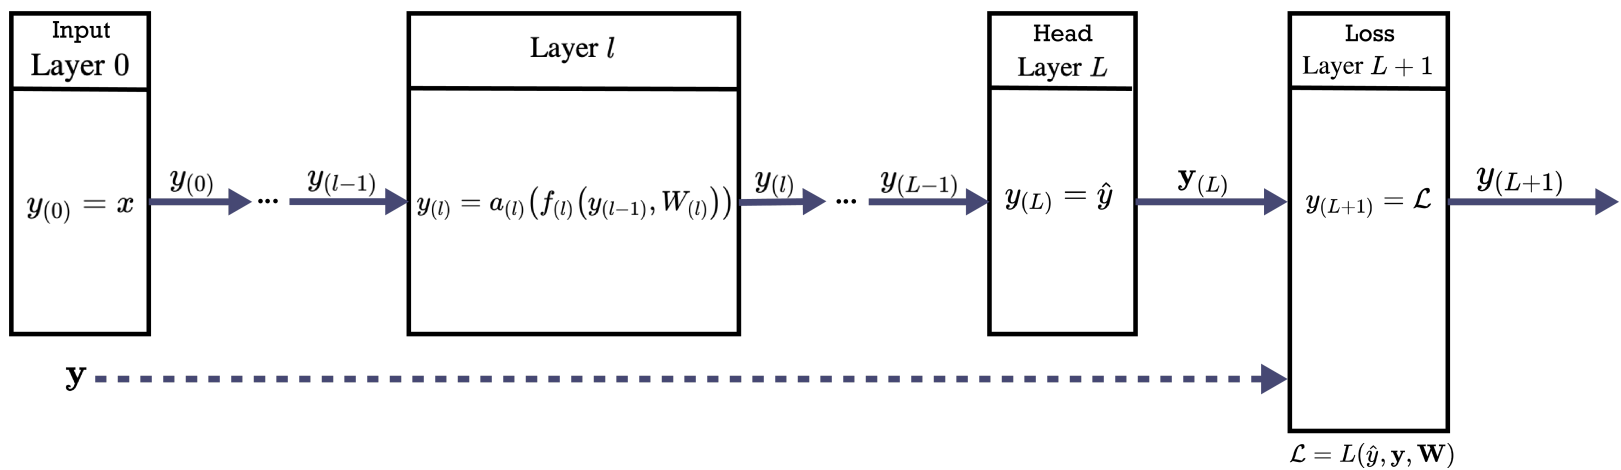 Input
Layer 0
Layer l
Head
Layer L
Loss
Layer L + 1
y(0) = x
y(0)
...
y(l−1)
y(l) = a(l)(f(l)(y(l−1), W(l)))
y(l)
...
y(L−1)
y(L) = ŷ
y(L)
y(L+1) = ℒ
y(L+1)
y
ℒ = L(ŷ, y, W)